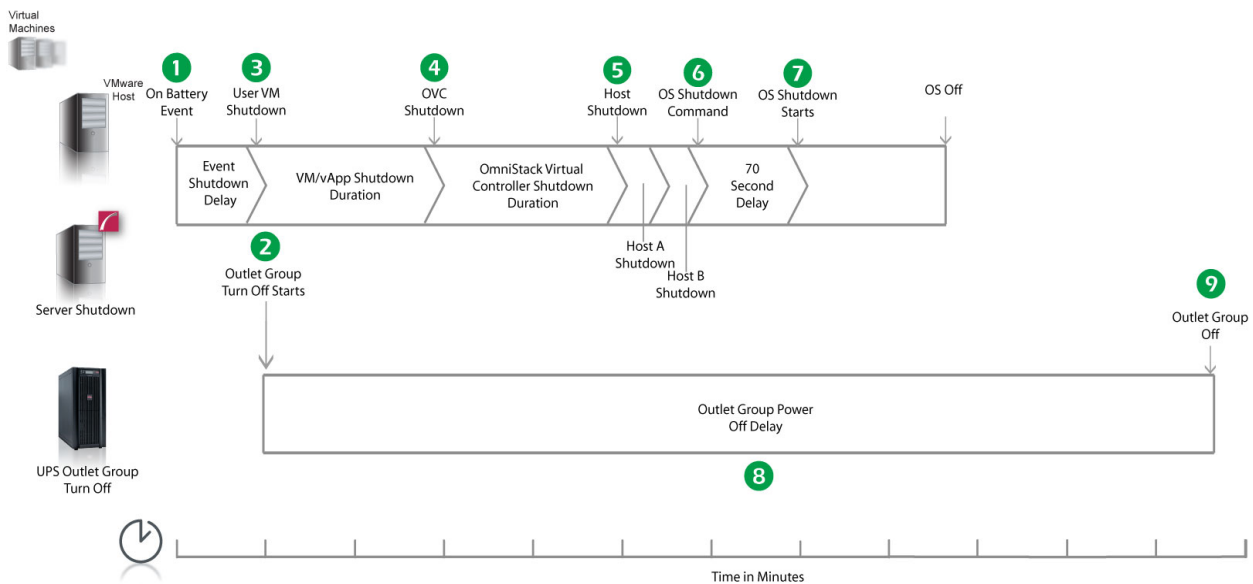 Virtual
Machines
VMware
Host
1
On Battery
Event
3
User VM
Shutdown
4
OVC
Shutdown
5
Host
Shutdown
6
OS Shutdown
Command
7
OS Shutdown
Starts
OS Off
Event
Shutdown
Delay
VM/vApp Shutdown
Duration
OmniStack Virtual
Controller Shutdown
Duration
70
Second
Delay
Host A
Shutdown
Host B
Shutdown
Server Shutdown
2
Outlet Group
Turn Off Starts
9
Outlet Group
Off
Outlet Group Power
Off Delay
8
UPS Outlet Group
Turn Off
Time in Minutes